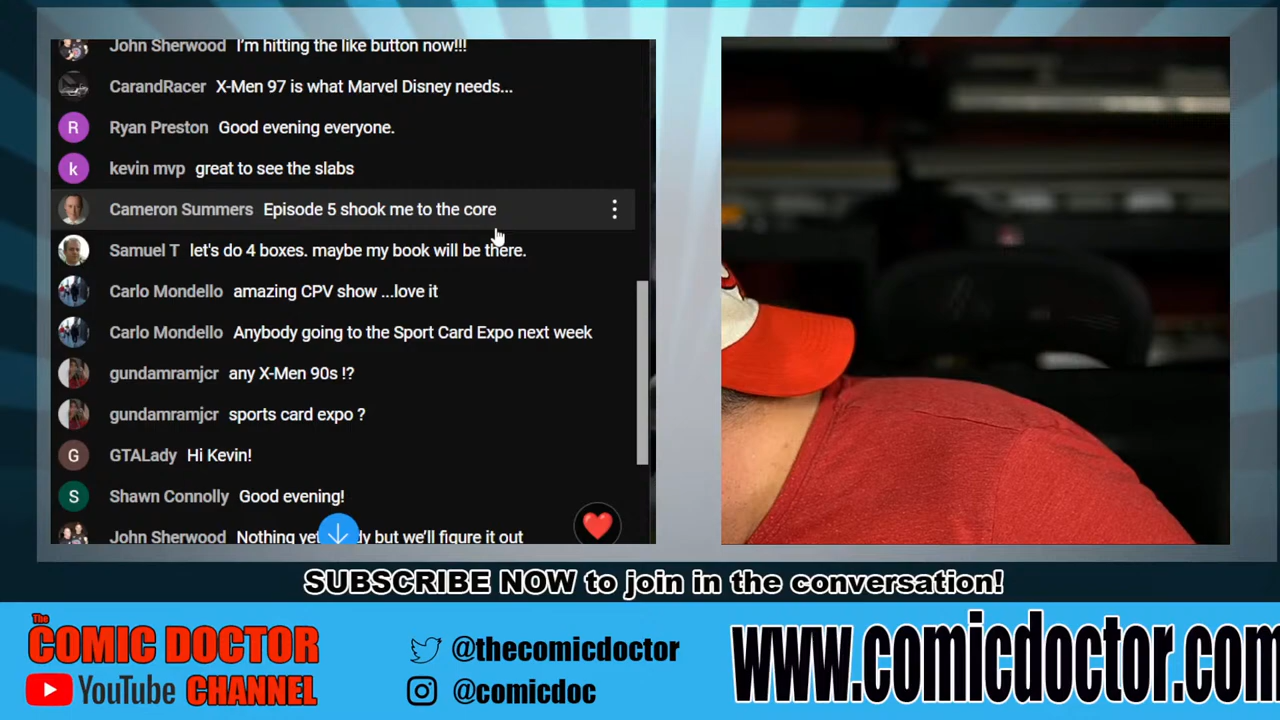 John Sherwood I'm hitting the like button now!!!
CarandRacer X-Men 97 is what Marvel Disney needs...
R Ryan Preston Good evening everyone.
k kevin mvp great to see the slabs
Cameron Summers Episode 5 shook me to the core
Samuel T let's do 4 boxes. maybe my book will be there.
Carlo Mondello amazing CPV show ...love it
Carlo Mondello Anybody going to the Sport Card Expo next week
gundamramjcr any X-Men 90s !?
gundamramjcr sports card expo ?
G GTALady Hi Kevin!
S Shawn Connolly Good evening!
John Sherwood Nothing but we'll figure it out
SUBSCRIBE NOW to join in the conversation!
The
COMIC DOCTOR
YouTube CHANNEL
@thecomicdoctor
@comicdoc
www.comicdoctor.com